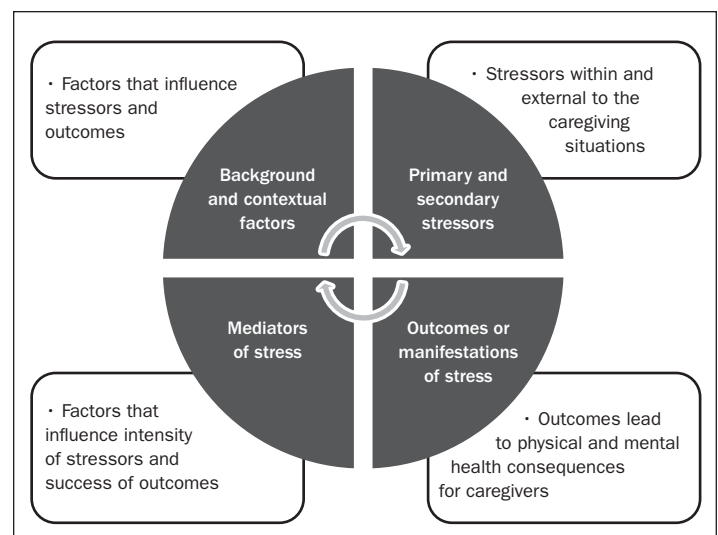 · Factors that influence
stressors and
outcomes
· Stressors within and
external to the
caregiving
situations
Background
and contextual
factors
Primary and
secondary
stressors
Mediators
of stress
Outcomes or
manifestations
of stress
· Factors that
influence intensity
of stressors and
success of outcomes
· Outcomes lead
to physical and mental
health consequences
for caregivers